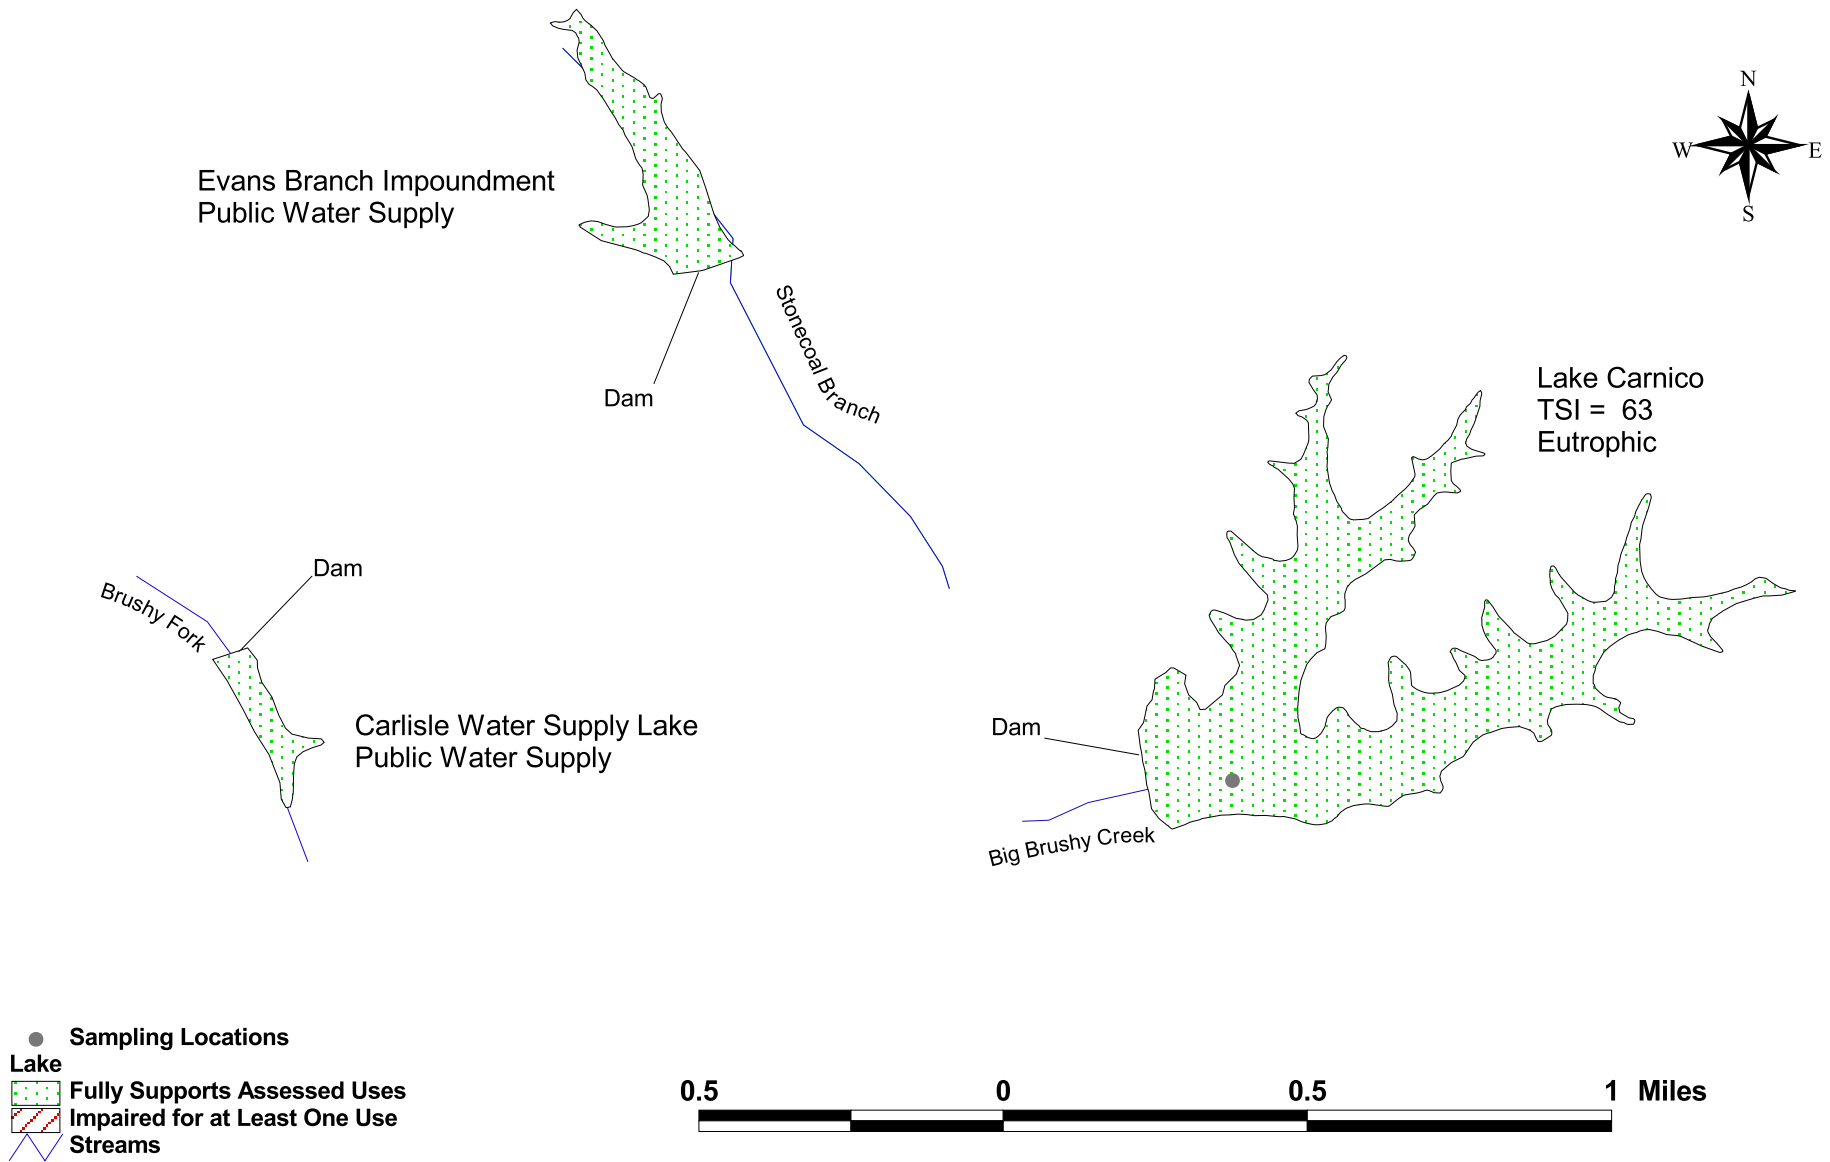 N
W
E
S
Evans Branch Impoundment
Public Water Supply
Stonecoal Branch
Dam
Lake Carnico
TSI =  63
Eutrophic
Dam
Brushy Fork
Carlisle Water Supply Lake
Public Water Supply
Dam
Big Brushy Creek
Sampling Locations
Lake
Fully Supports Assessed Uses
Impaired for at Least One Use
Streams
0.5 0 0.5 1 Miles